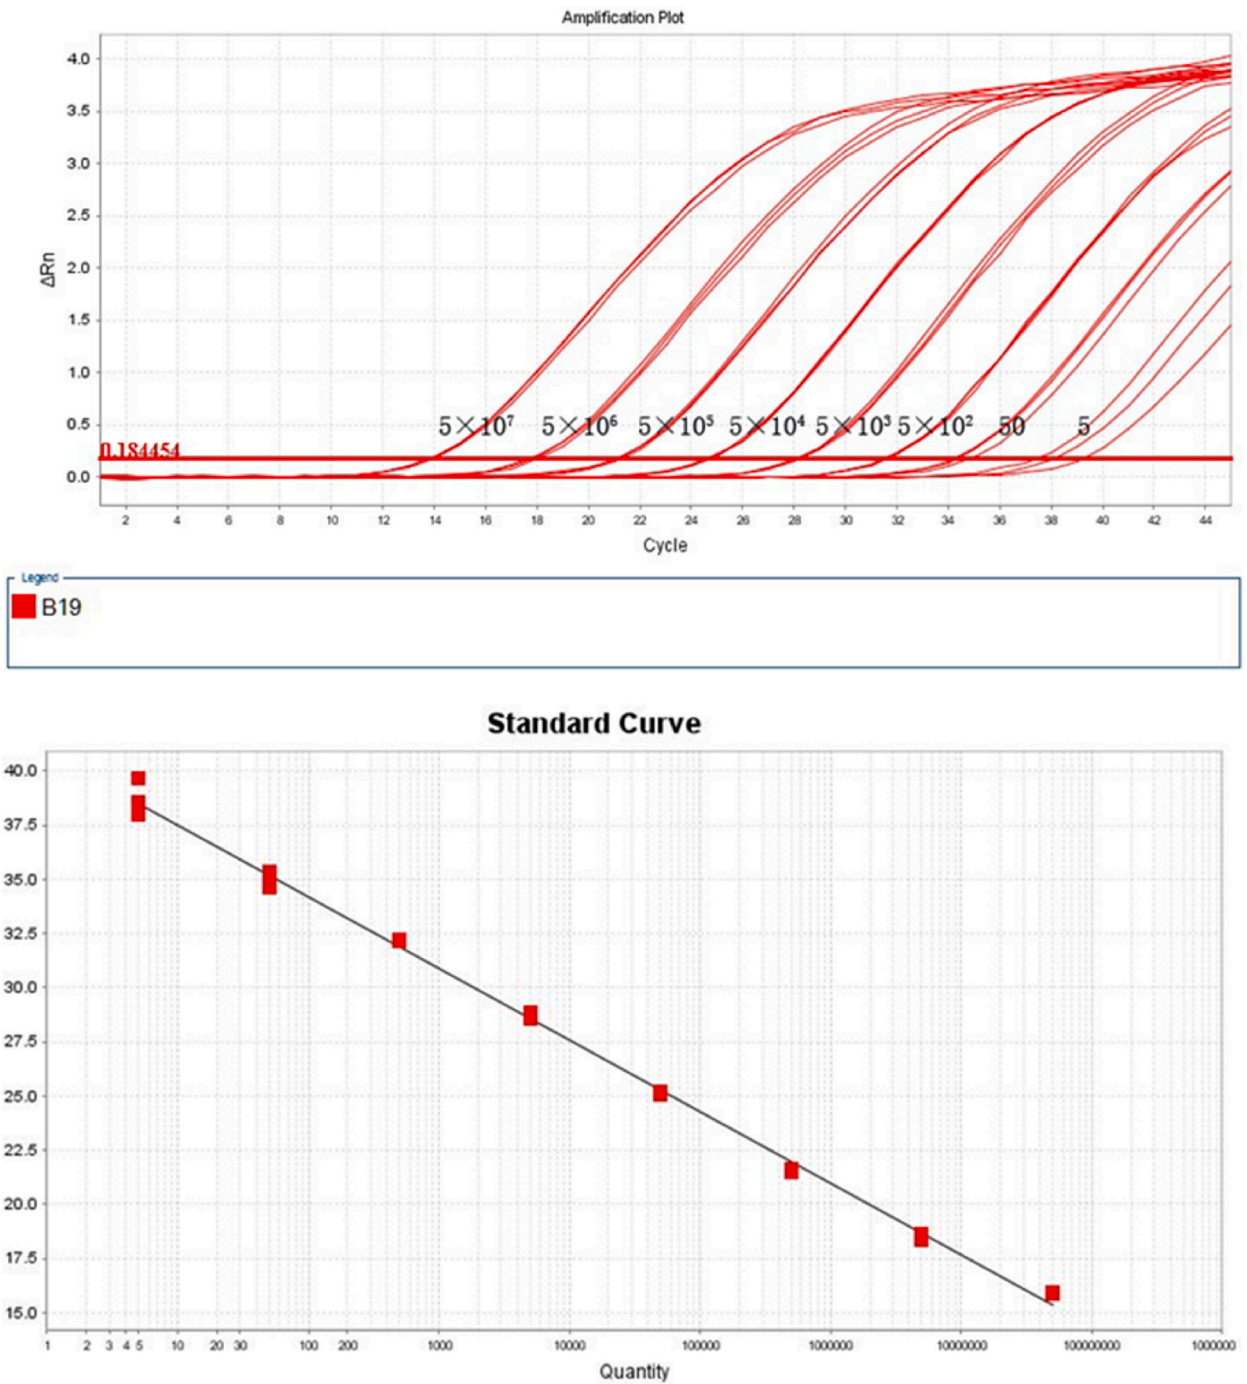 Amplification Plot
4.0
3.5
3.0
2.5
2.0
1.5
1.0
0.5
0.0
ΔRn
0.184454
5×10⁷ 5×10⁶ 5×10⁵ 5×10⁴ 5×10³ 5×10² 50 5
2 4 6 8 10 12 14 16 18 20 22 24 26 28 30 32 34 36 38 40 42 44
Cycle
Legend
B19
Standard Curve
40.0
37.5
35.0
32.5
30.0
27.5
25.0
22.5
20.0
17.5
15.0
1 2 3 4 5 10 20 30 100 200 1000 10000 100000 1000000 10000000 100000000 1000000
Quantity